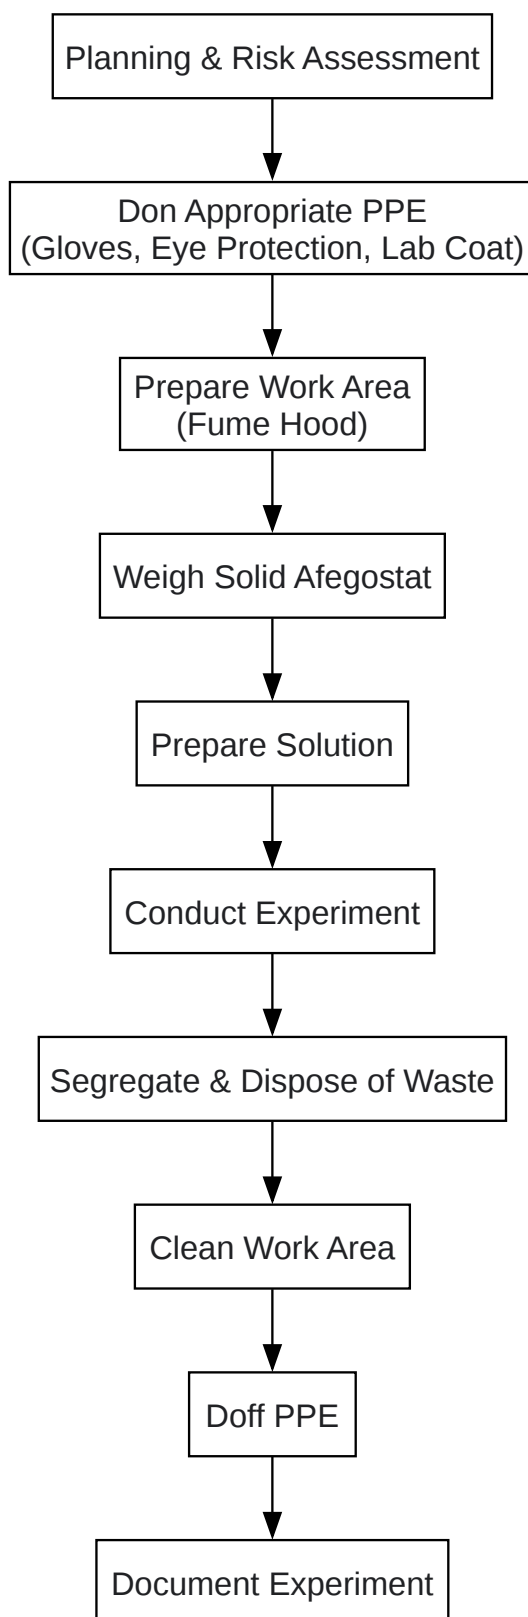 Planning & Risk Assessment
Don Appropriate PPE
(Gloves, Eye Protection, Lab Coat)
Prepare Work Area
(Fume Hood)
Weigh Solid Afegostat
Prepare Solution
Conduct Experiment
Segregate & Dispose of Waste
Clean Work Area
Doff PPE
Document Experiment